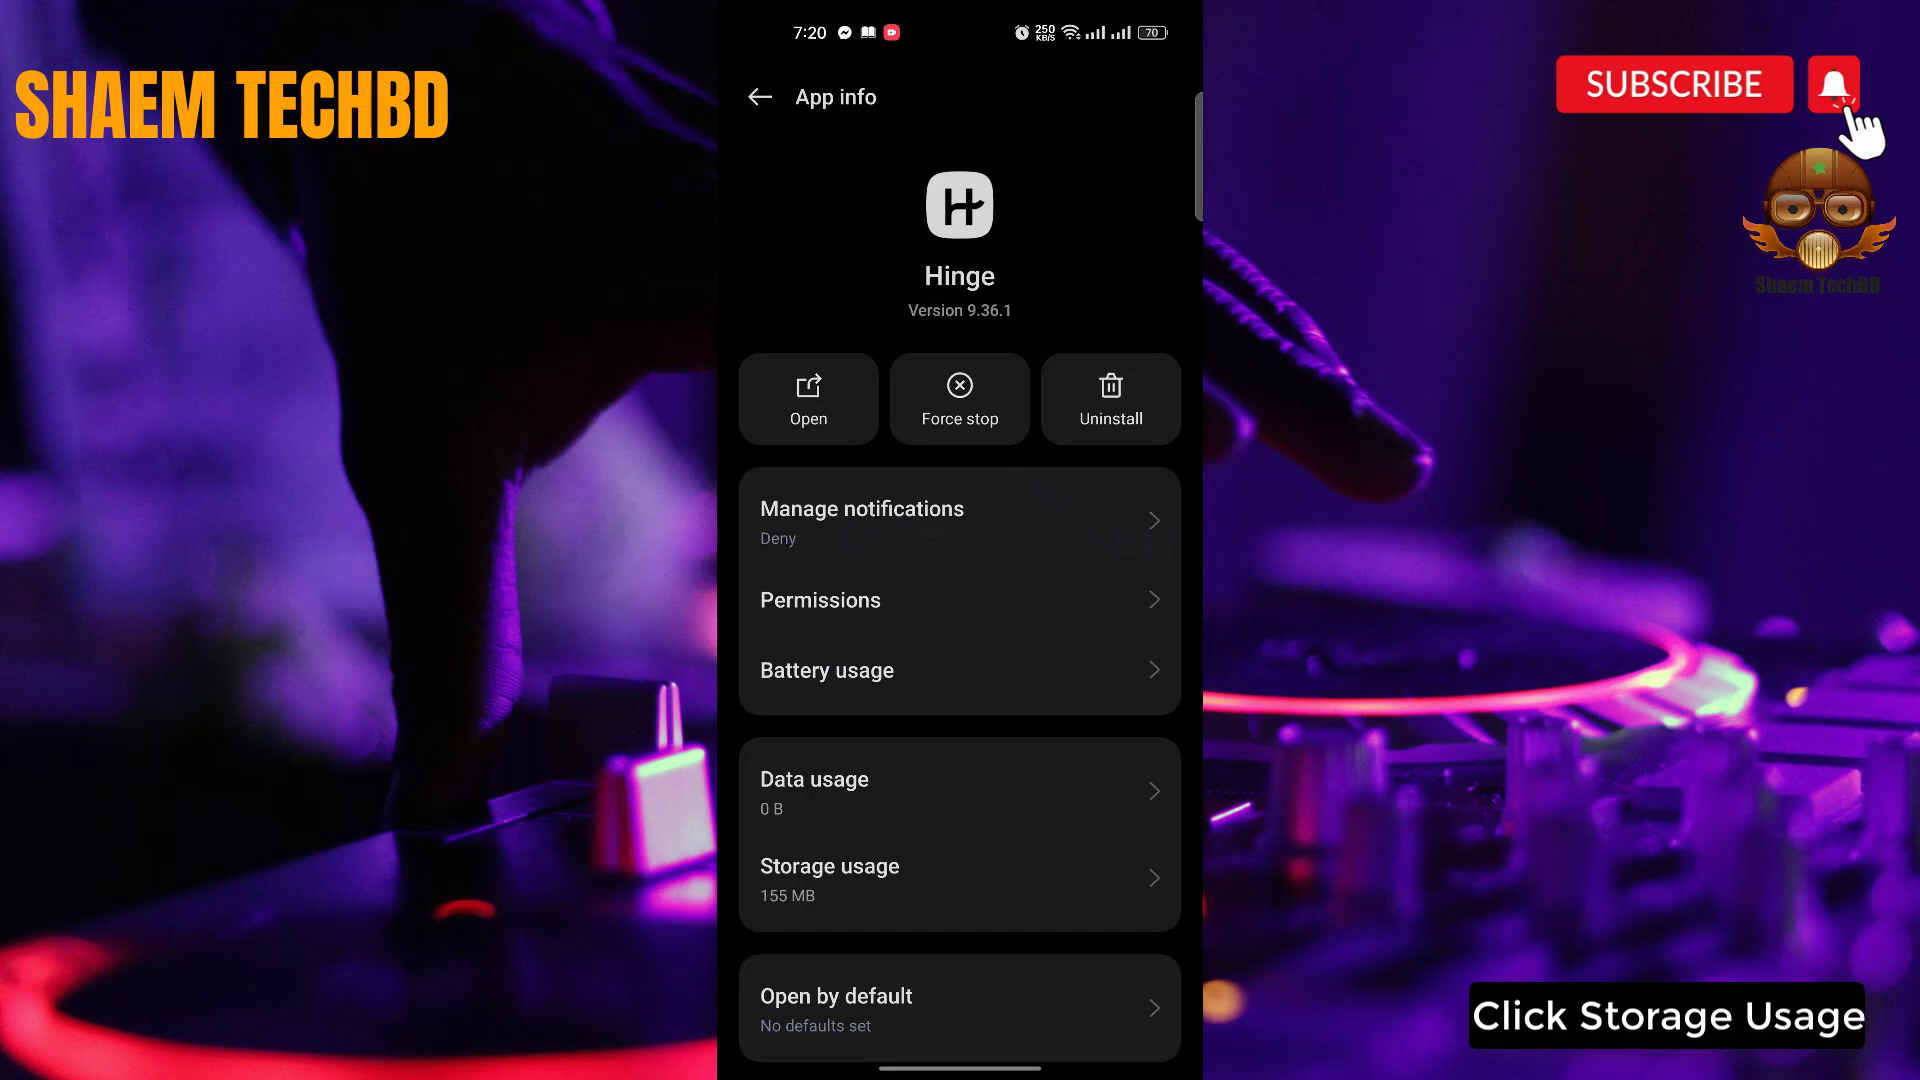 SHAEM TECHBD
7:20
250
KB/S
70
App info
Hinge
Version 9.36.1
Open
Force stop
Uninstall
Manage notifications
Deny
Permissions
Battery usage
Data usage
0 B
Storage usage
155 MB
Open by default
No defaults set
SUBSCRIBE
Shaem TechBD
Click Storage Usage